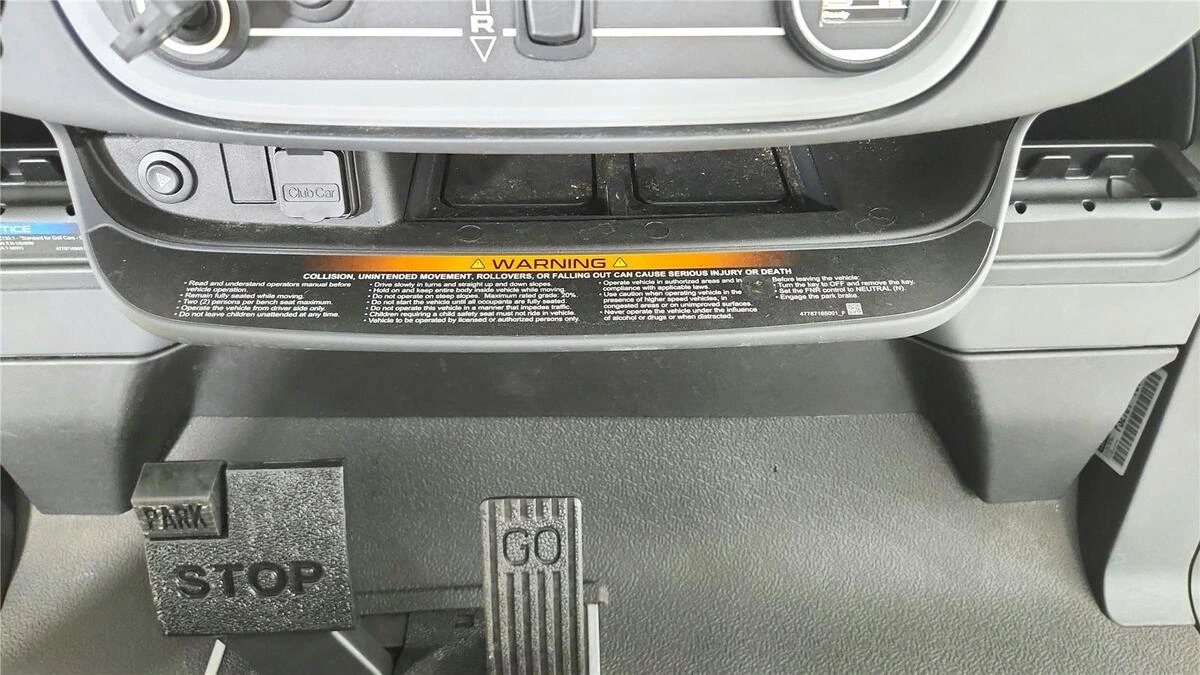 R
Ready
Club Car
TICE
WARNING
COLLISION, UNINTENDED MOVEMENT, ROLLOVERS, OR FALLING OUT CAN CAUSE SERIOUS INJURY OR DEATH
- Read and understand operators manual before
vehicle operation.
- Remain fully seated while moving.
- Two (2) persons per bench seat maximum.
- Operate the vehicle from driver side only.
- Do not leave children unattended at any time.
- Drive slowly in turns and straight up and down slopes.
- Hold on and keep entire body inside vehicle while moving.
- Do not operate on steep slopes. Maximum rated grade: 20%.
- Do not start the vehicle until all occupants are fully seated.
- Do not operate the vehicle in a manner that impairs safety.
- Children requiring a child safety seat must not ride in vehicle.
- Vehicle to be operated by licensed or authorized persons only.
- Operate vehicle in authorized areas and in
compliance with applicable laws.
- Use caution when operating vehicle in the
presence of higher speed vehicles, in
congested areas or on unimproved surfaces.
- Never operate the vehicle under the influence
of alcohol or drugs or when distracted.
Before leaving the vehicle:
- Turn the key to OFF and remove the key.
- Set the FNR control to NEUTRAL (N).
- Engage the park brake.
47787165001_F
PARK
STOP
GO